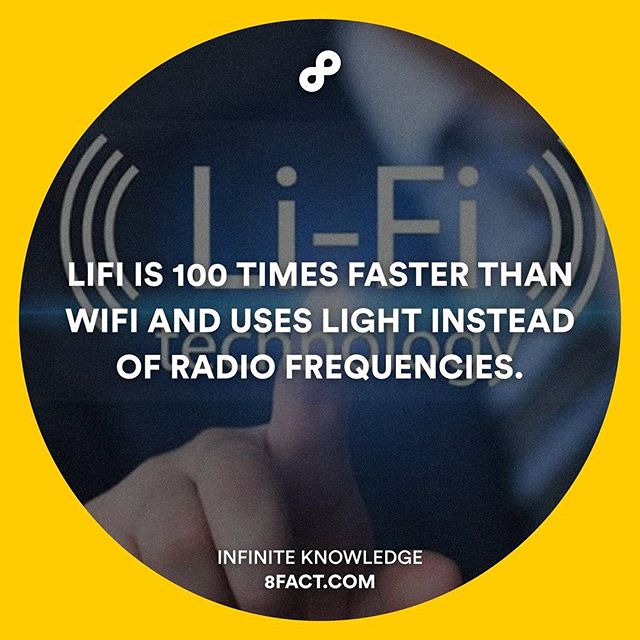 Li-Fi
technology
LIFI IS 100 TIMES FASTER THAN
WIFI AND USES LIGHT INSTEAD
OF RADIO FREQUENCIES.
INFINITE KNOWLEDGE
8FACT.COM